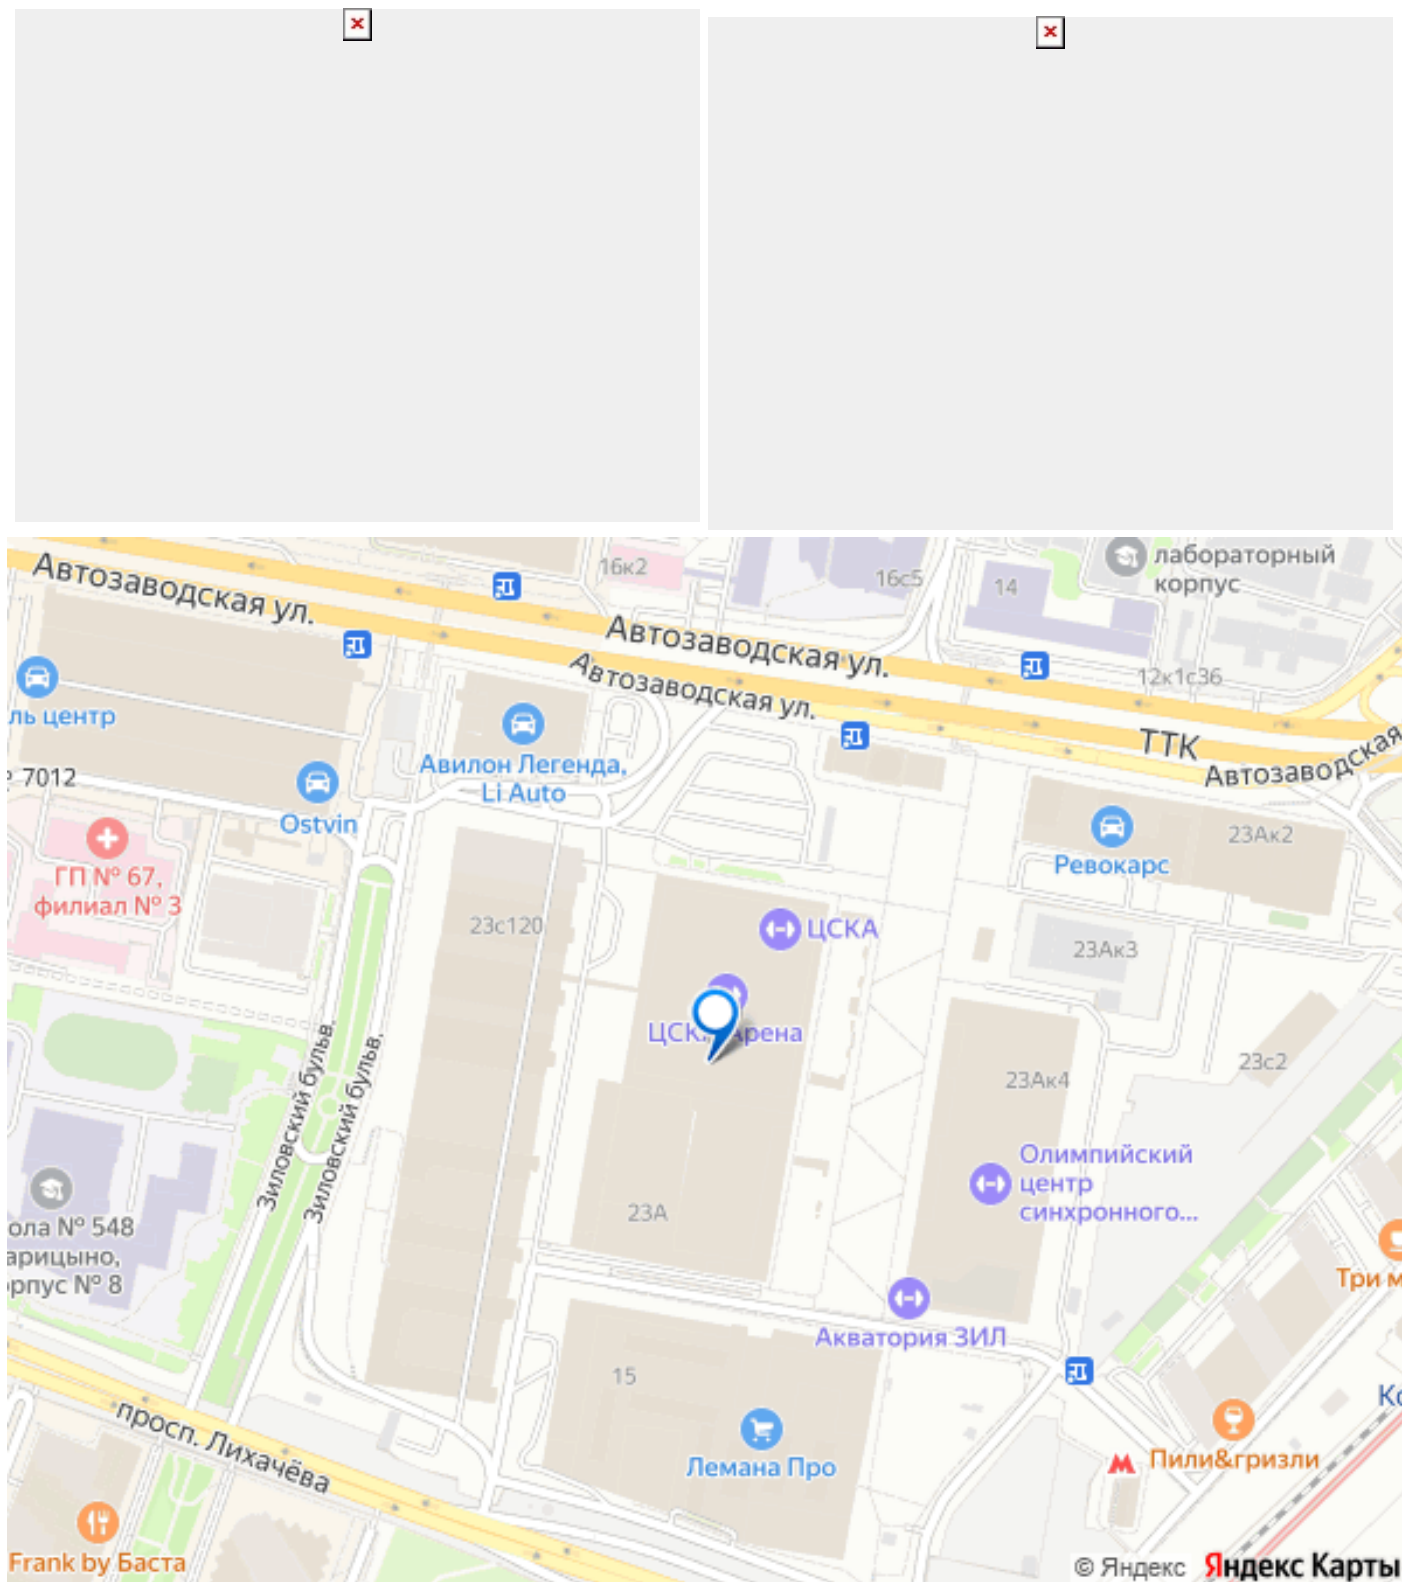 16к2
16с5
14
лабораторный
корпус
Автозаводская ул.
Автозаводская ул.
Автозаводская ул.
12к1с36
ТТК
Автозаводская
ль центр
7012
Авилон Легенда,
Li Auto
Ostvin
ГП № 67,
филиал № 3
23с120
ЦСКА
Ревокарс
23Ак2
23Ак3
ЦСКА Арена
23с2
23Ак4
Зиловский бульв.
Зиловский бульв.
Олимпийский
центр
синхронного...
23А
ола № 548
арицыно,
рпус № 8
Три м
Акватория ЗИЛ
15
Ко
просп. Лихачёва
Лемана Про
Пили&гризли
Frank by Баста
© Яндекс Яндекс Карты